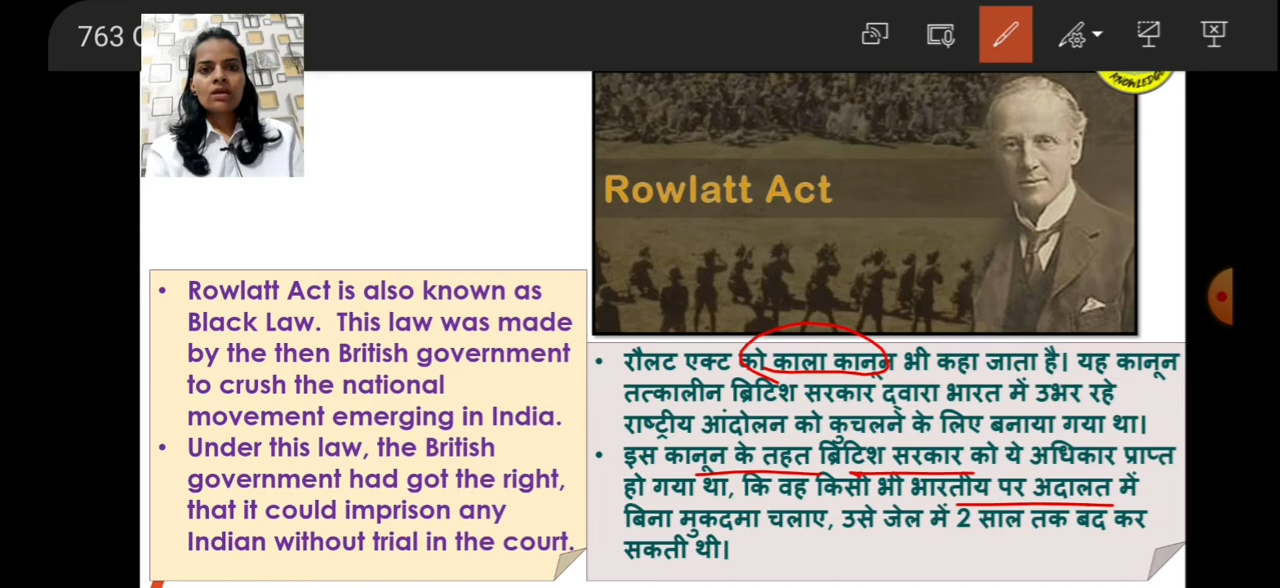 763
KNOWLEDGE
Rowlatt Act
• Rowlatt Act is also known as
Black Law. This law was made
by the then British government
to crush the national
movement emerging in India.
• Under this law, the British
government had got the right,
that it could imprison any
Indian without trial in the court.
• रौलट एक्ट को काला कानून भी कहा जाता है। यह कानून
तत्कालीन ब्रिटिश सरकार द्वारा भारत में उभर रहे
राष्ट्रीय आंदोलन को कुचलने के लिए बनाया गया था।
• इस कानून के तहत ब्रिटिश सरकार को ये अधिकार प्राप्त
हो गया था, कि वह किसी भी भारतीय पर अदालत में
बिना मुकदमा चलाए, उसे जेल में 2 साल तक बंद कर
सकती थी।